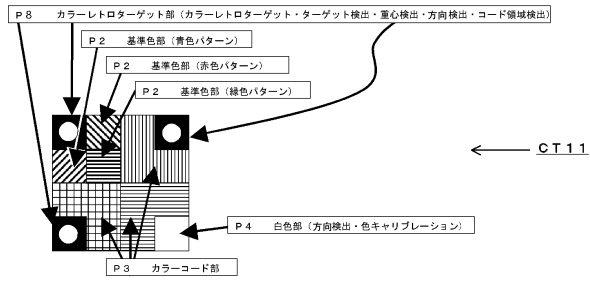 P8　カラーレトロターゲット部（カラーレトロターゲット・ターゲット検出・重心検出・方向検出・コード領域検出）
P2　基準色部（青色パターン）
P2　基準色部（赤色パターン）
P2　基準色部（緑色パターン）
CT11
P4　白色部（方向検出・色キャリブレーション）
P3　カラーコード部